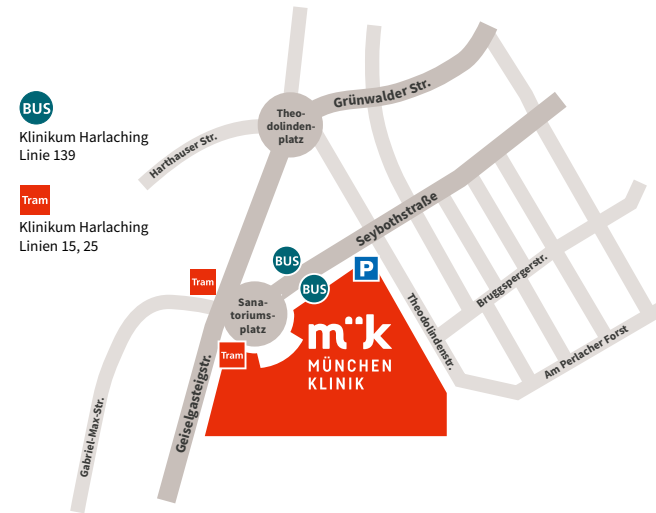 BUS
Klinikum Harlaching
Linie 139
Tram
Klinikum Harlaching
Linien 15, 25
Harthauser Str.
Theo-
dolinden-
platz
Grünwalder Str.
Seybothstraße
BUS
BUS
P
Tram
Sana-
toriums-
platz
Tram
mük
MÜNCHEN
KLINIK
Theodolindenstr.
Bruggspergerstr.
Am Perlacher Forst
Geiselgasteigstr.
Gabriel-Max-Str.